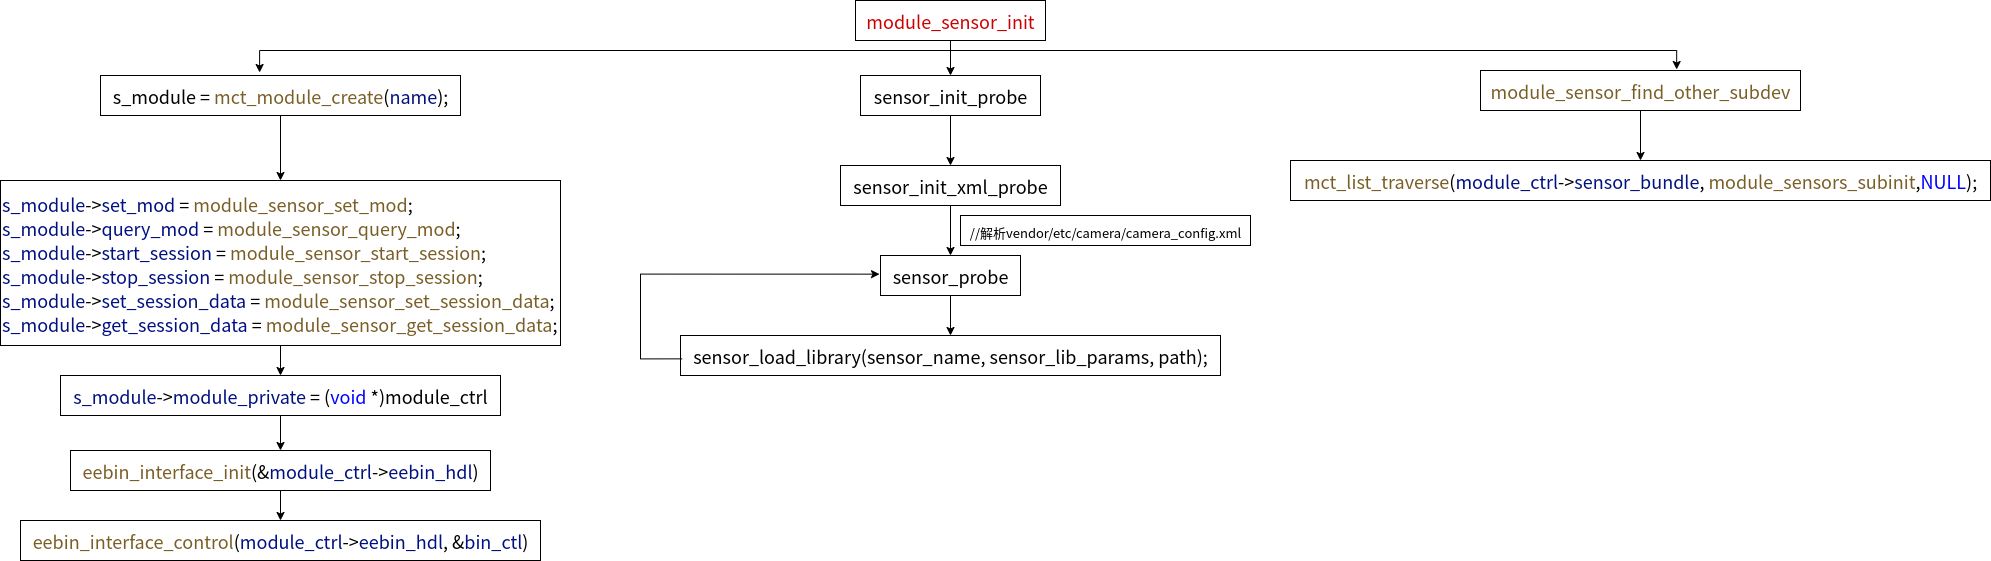 module_sensor_init
s_module = mct_module_create(name);
sensor_init_probe
module_sensor_find_other_subdev
s_module->set_mod = module_sensor_set_mod;
s_module->query_mod = module_sensor_query_mod;
s_module->start_session = module_sensor_start_session;
s_module->stop_session = module_sensor_stop_session;
s_module->set_session_data = module_sensor_set_session_data;
s_module->get_session_data = module_sensor_get_session_data;
s_module->module_private = (void *)module_ctrl
eebin_interface_init(&module_ctrl->eebin_hdl)
eebin_interface_control(module_ctrl->eebin_hdl, &bin_ctl)
sensor_init_xml_probe
//解析vendor/etc/camera/camera_config.xml
sensor_probe
sensor_load_library(sensor_name, sensor_lib_params, path);
mct_list_traverse(module_ctrl->sensor_bundle, module_sensors_subinit,NULL);